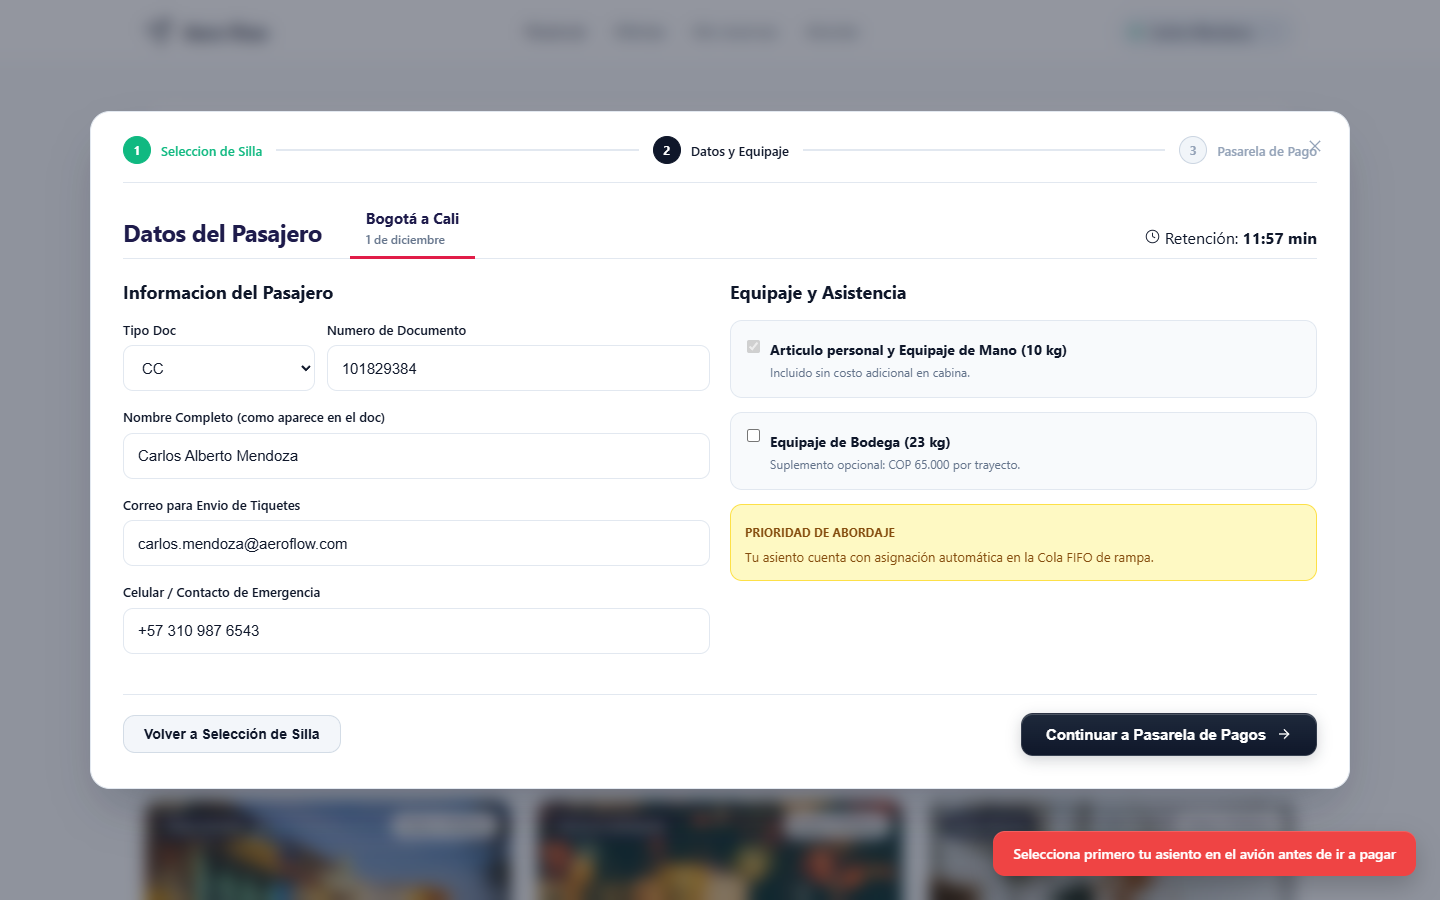 1 Seleccion de Silla
2 Datos y Equipaje
3 Pasarela de Pago
Datos del Pasajero
Bogotá a Cali
1 de diciembre
Retención: 11:57 min
Informacion del Pasajero
Tipo Doc
Numero de Documento
CC
101829384
Nombre Completo (como aparece en el doc)
Carlos Alberto Mendoza
Correo para Envio de Tiquetes
carlos.mendoza@aeroflow.com
Celular / Contacto de Emergencia
+57 310 987 6543
Equipaje y Asistencia
Articulo personal y Equipaje de Mano (10 kg)
Incluido sin costo adicional en cabina.
Equipaje de Bodega (23 kg)
Suplemento opcional: COP 65.000 por trayecto.
PRIORIDAD DE ABORDAJE
Tu asiento cuenta con asignación automática en la Cola FIFO de rampa.
Volver a Selección de Silla
Continuar a Pasarela de Pagos →
Selecciona primero tu asiento en el avión antes de ir a pagar